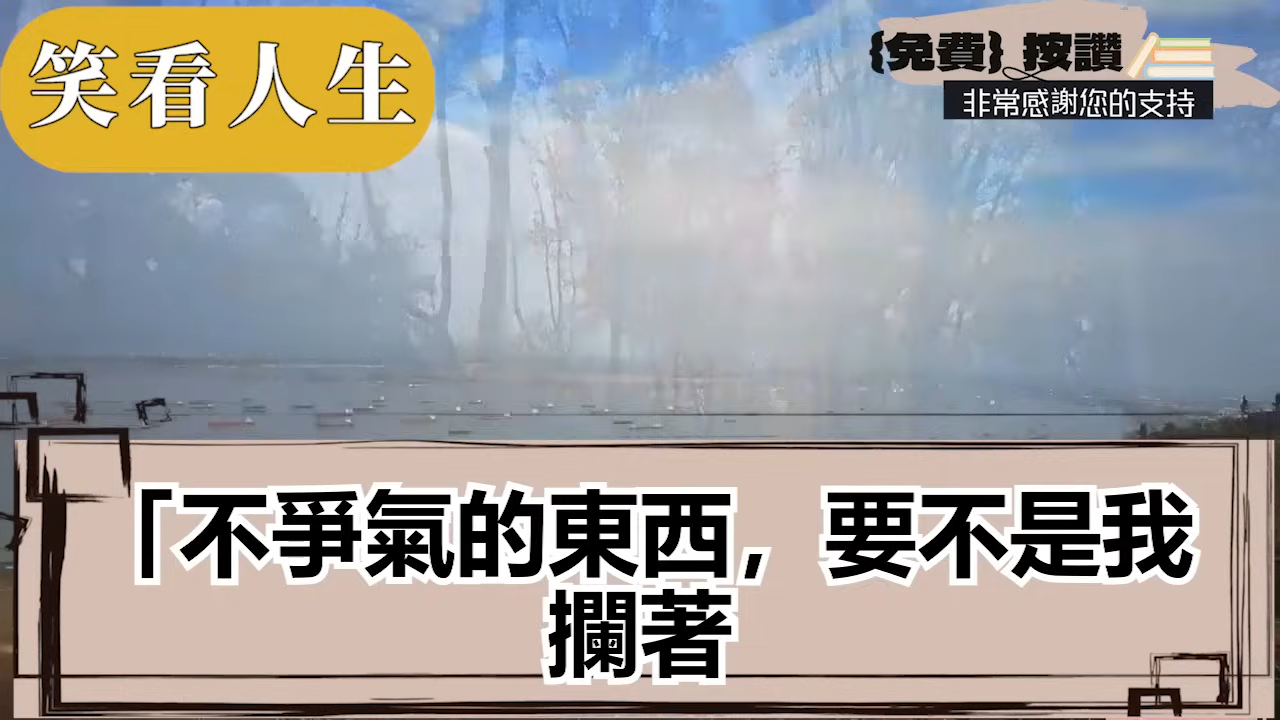 笑看人生
{免費} 按讚
非常感謝您的支持
「不爭氣的東西，要不是我
攔著